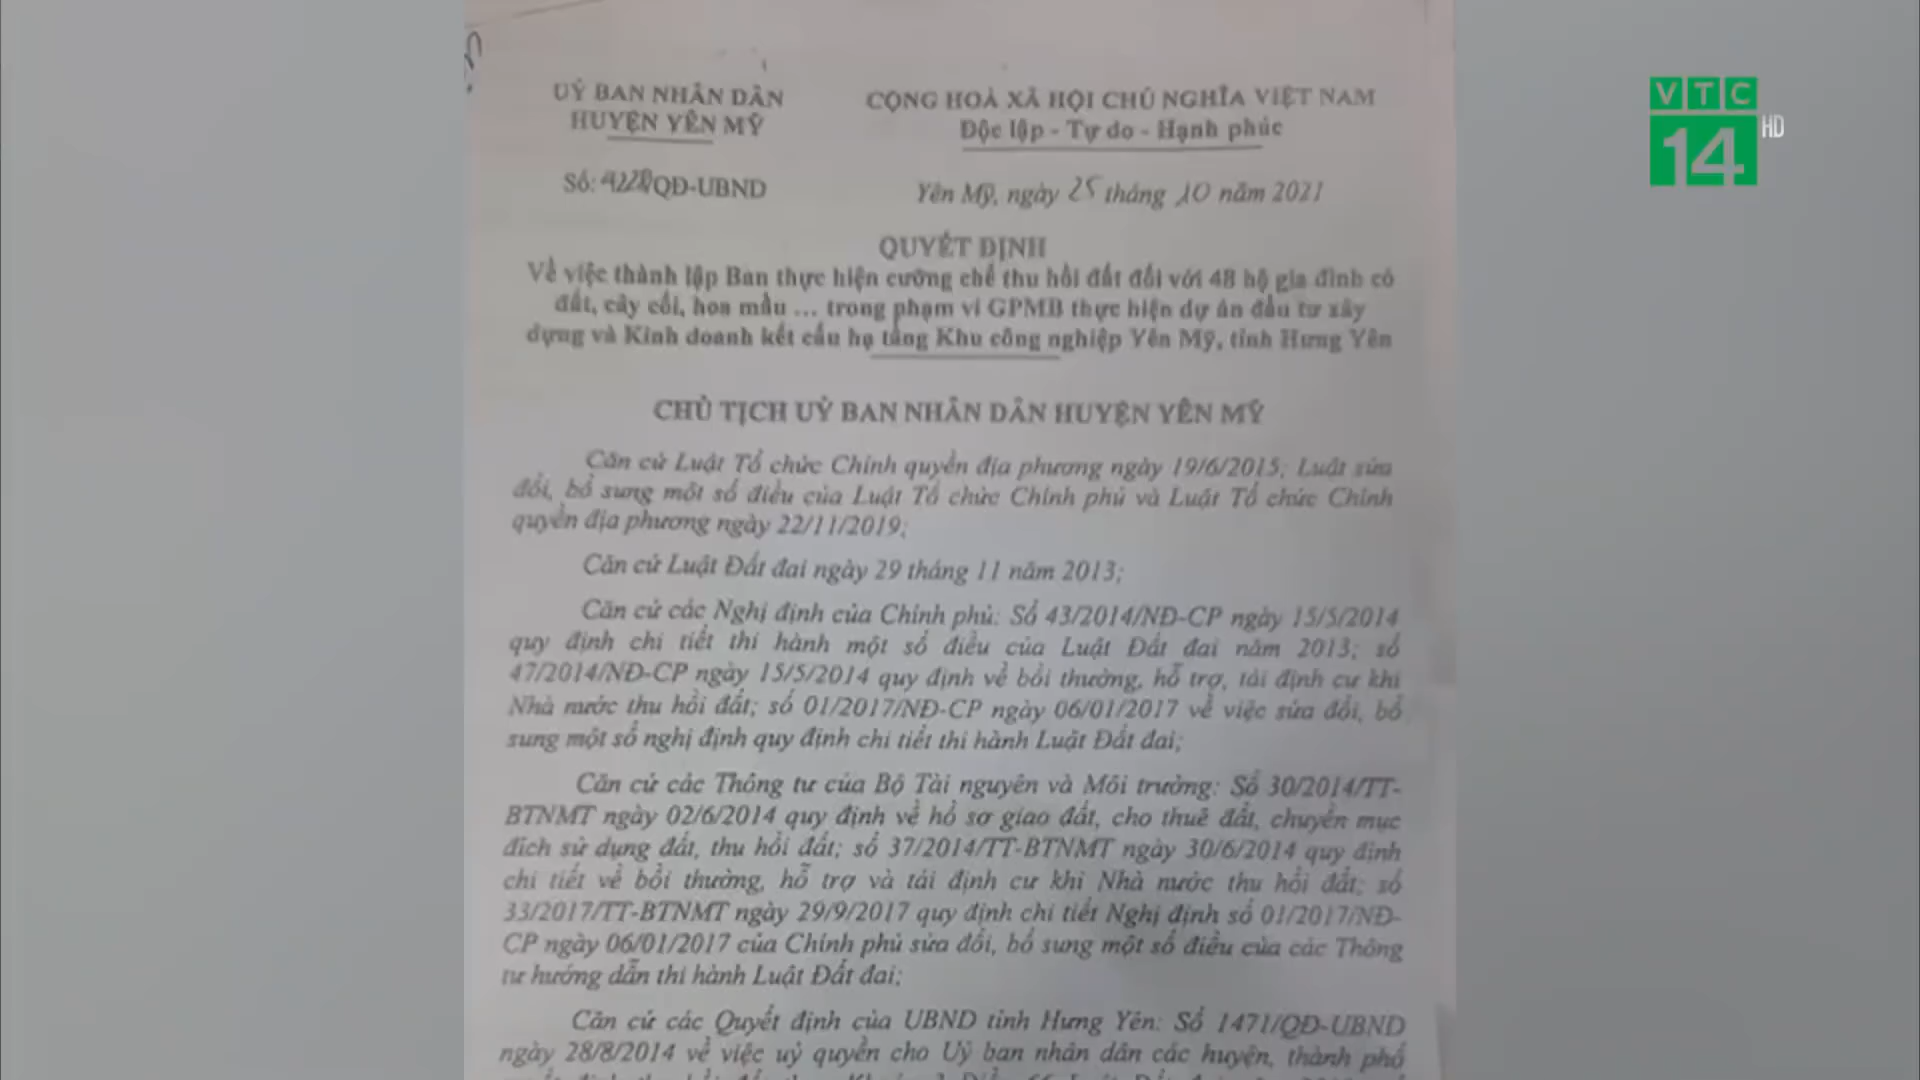 UỶ BAN NHÂN DÂN
HUYỆN YÊN MỸ
CỘNG HOÀ XÃ HỘI CHỦ NGHĨA VIỆT NAM
Độc lập - Tự do - Hạnh phúc
VTC
14 HD
Số: /QĐ-UBND
Yên Mỹ, ngày 25 tháng 10 năm 2021
QUYẾT ĐỊNH
Về việc thành lập Ban thực hiện cưỡng chế thu hồi đất đối với 48 hộ gia đình có
đất, cây cối, hoa mầu ... trong phạm vi GPMB thực hiện dự án đầu tư xây
dựng và Kinh doanh kết cấu hạ tầng Khu công nghiệp Yên Mỹ, tỉnh Hưng Yên
CHỦ TỊCH UỶ BAN NHÂN DÂN HUYỆN YÊN MỸ
Căn cứ Luật Tổ chức Chính quyền địa phương ngày 19/6/2015; Luật sửa
đổi, bổ sung một số điều của Luật Tổ chức Chính phủ và Luật Tổ chức Chính
quyền địa phương ngày 22/11/2019;
Căn cứ Luật Đất đai ngày 29 tháng 11 năm 2013;
Căn cứ các Nghị định của Chính phủ: Số 43/2014/NĐ-CP ngày 15/5/2014
quy định chi tiết thi hành một số điều của Luật Đất đai năm 2013; số
47/2014/NĐ-CP ngày 15/5/2014 quy định về bồi thường, hỗ trợ, tái định cư khi
Nhà nước thu hồi đất; số 01/2017/NĐ-CP ngày 06/01/2017 về việc sửa đổi, bổ
sung một số nghị định quy định chi tiết thi hành Luật Đất đai;
Căn cứ các Thông tư của Bộ Tài nguyên và Môi trường: Số 30/2014/TT-
BTNMT ngày 02/6/2014 quy định về hồ sơ giao đất, cho thuê đất, chuyển mục
đích sử dụng đất, thu hồi đất; số 37/2014/TT-BTNMT ngày 30/6/2014 quy định
chi tiết về bồi thường, hỗ trợ và tái định cư khi Nhà nước thu hồi đất; số
33/2017/TT-BTNMT ngày 29/9/2017 quy định chi tiết Nghị định số 01/2017/NĐ-
CP ngày 06/01/2017 của Chính phủ sửa đổi, bổ sung một số điều của các Thông
tư hướng dẫn thi hành Luật Đất đai;
Căn cứ các Quyết định của UBND tỉnh Hưng Yên: Số 1471/QĐ-UBND
ngày 28/8/2014 về việc uỷ quyền cho Uỷ ban nhân dân các huyện, thành phố